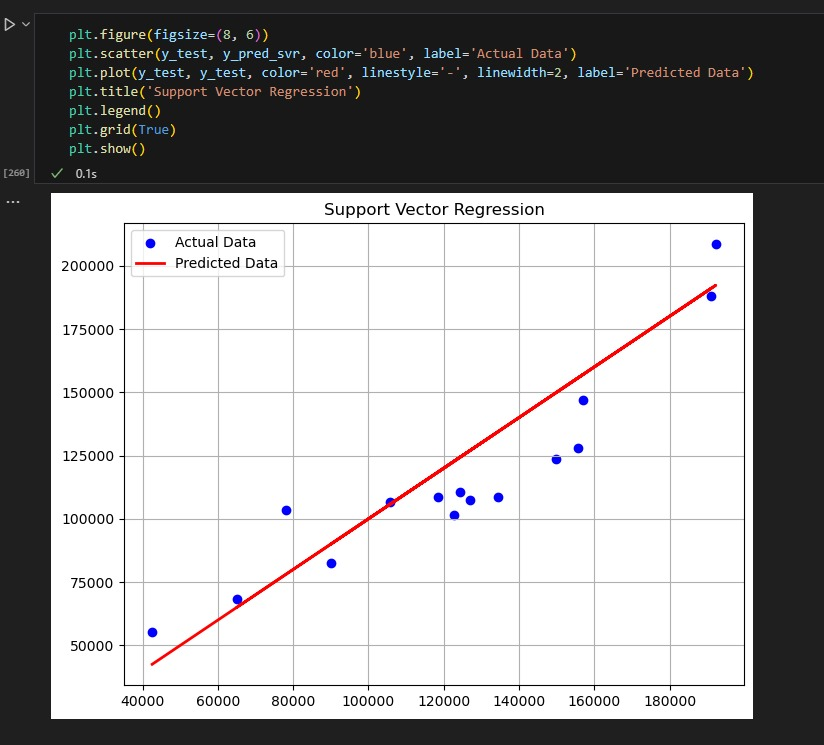 plt.figure(figsize=(8, 6))
plt.scatter(y_test, y_pred_svr, color='blue', label='Actual Data')
plt.plot(y_test, y_test, color='red', linestyle='-', linewidth=2, label='Predicted Data')
plt.title('Support Vector Regression')
plt.legend()
plt.grid(True)
plt.show()
[260] 0.1s
...
Support Vector Regression
Actual Data
Predicted Data
200000
175000
150000
125000
100000
75000
50000
40000 60000 80000 100000 120000 140000 160000 180000